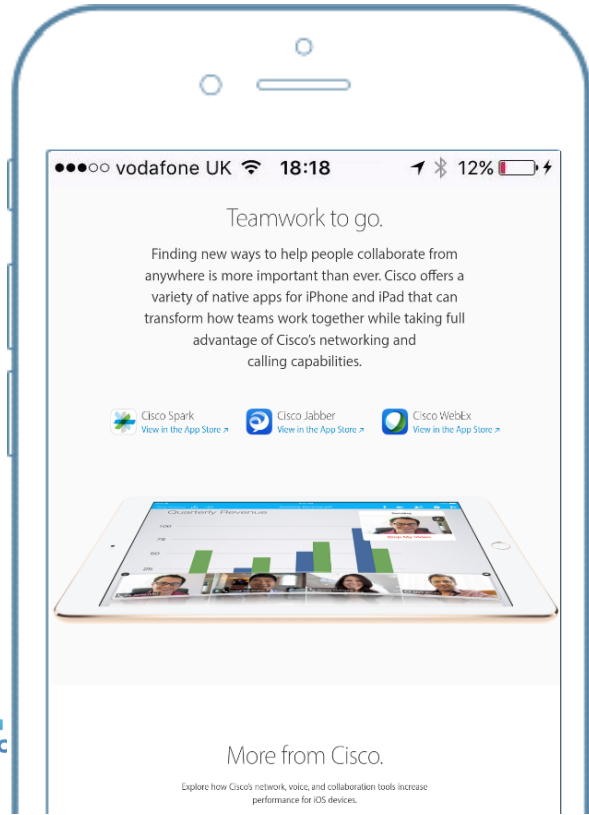 vodafone UK 18:18 12%
Teamwork to go.
Finding new ways to help people collaborate from
anywhere is more important than ever. Cisco offers a
variety of native apps for iPhone and iPad that can
transform how teams work together while taking full
advantage of Cisco's networking and
calling capabilities.
Cisco Spark Cisco Jabber Cisco WebEx
View in the App Store View in the App Store View in the App Store
Quarterly Revenue
Stop My Video
100
75
50
25
More from Cisco.
Explore how Cisco's network, voice, and collaboration tools increase
performance for iOS devices.